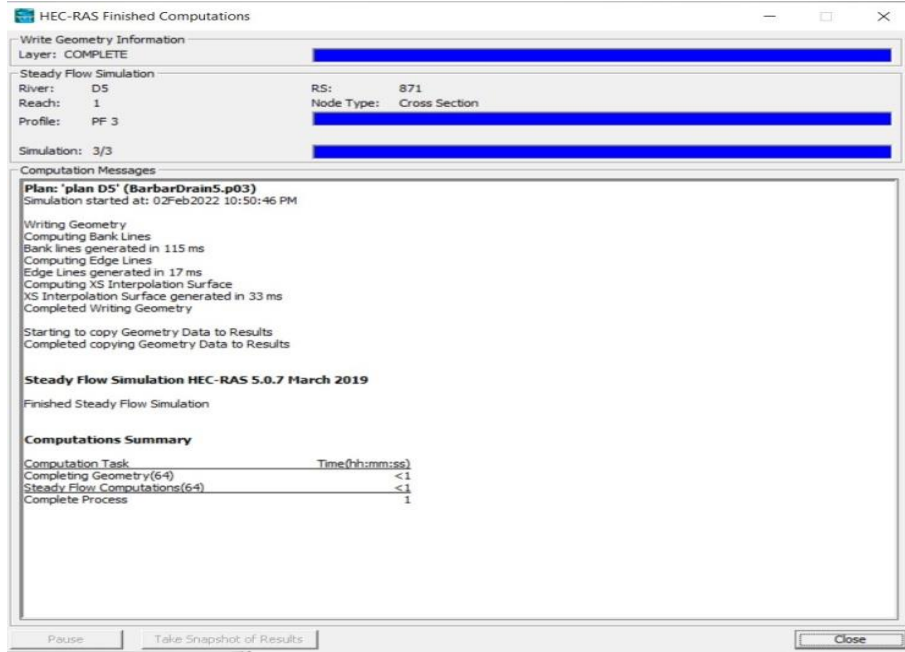 HEC-RAS Finished Computations
Write Geometry Information
Layer: COMPLETE
Steady Flow Simulation
River: D5 RS: 871
Reach: 1 Node Type: Cross Section
Profile: PF 3
Simulation: 3/3
Computation Messages
Plan: 'plan D5' (BarbarDrain5.p03)
Simulation started at: 02Feb2022 10:50:46 PM
Writing Geometry
Computing Bank Lines
Bank lines generated in 115 ms
Computing Edge Lines
Edge Lines generated in 17 ms
Computing XS Interpolation Surface
XS Interpolation Surface generated in 33 ms
Completed Writing Geometry
Starting to copy Geometry Data to Results
Completed copying Geometry Data to Results
Steady Flow Simulation HEC-RAS 5.0.7 March 2019
Finished Steady Flow Simulation
Computations Summary
Computation Task Time(hh:mm:ss)
Completing Geometry(64) <1
Steady Flow Computations(64) <1
Complete Process 1
Pause Take Snapshot of Results Close